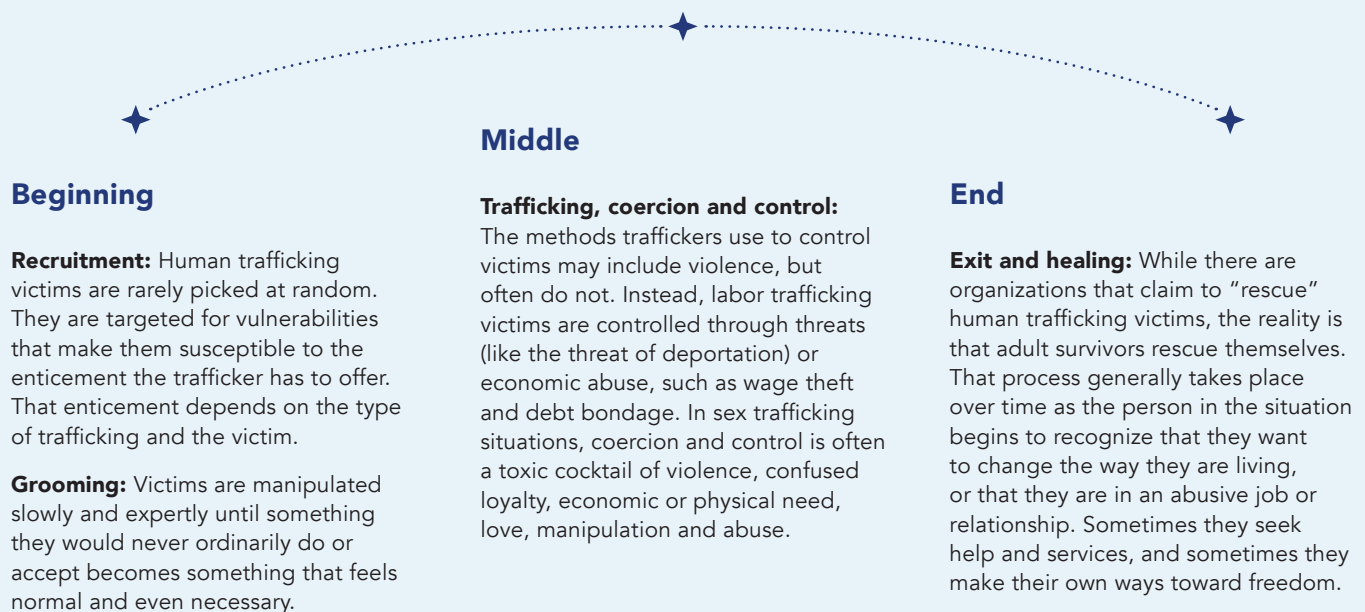 Beginning
Recruitment: Human trafficking
victims are rarely picked at random.
They are targeted for vulnerabilities
that make them susceptible to the
enticement the trafficker has to offer.
That enticement depends on the type
of trafficking and the victim.
Grooming: Victims are manipulated
slowly and expertly until something
they would never ordinarily do or
accept becomes something that feels
normal and even necessary.
Middle
Trafficking, coercion and control:
The methods traffickers use to control
victims may include violence, but
often do not. Instead, labor trafficking
victims are controlled through threats
(like the threat of deportation) or
economic abuse, such as wage theft
and debt bondage. In sex trafficking
situations, coercion and control is often
a toxic cocktail of violence, confused
loyalty, economic or physical need,
love, manipulation and abuse.
End
Exit and healing: While there are
organizations that claim to “rescue”
human trafficking victims, the reality is
that adult survivors rescue themselves.
That process generally takes place
over time as the person in the situation
begins to recognize that they want
to change the way they are living,
or that they are in an abusive job or
relationship. Sometimes they seek
help and services, and sometimes they
make their own ways toward freedom.